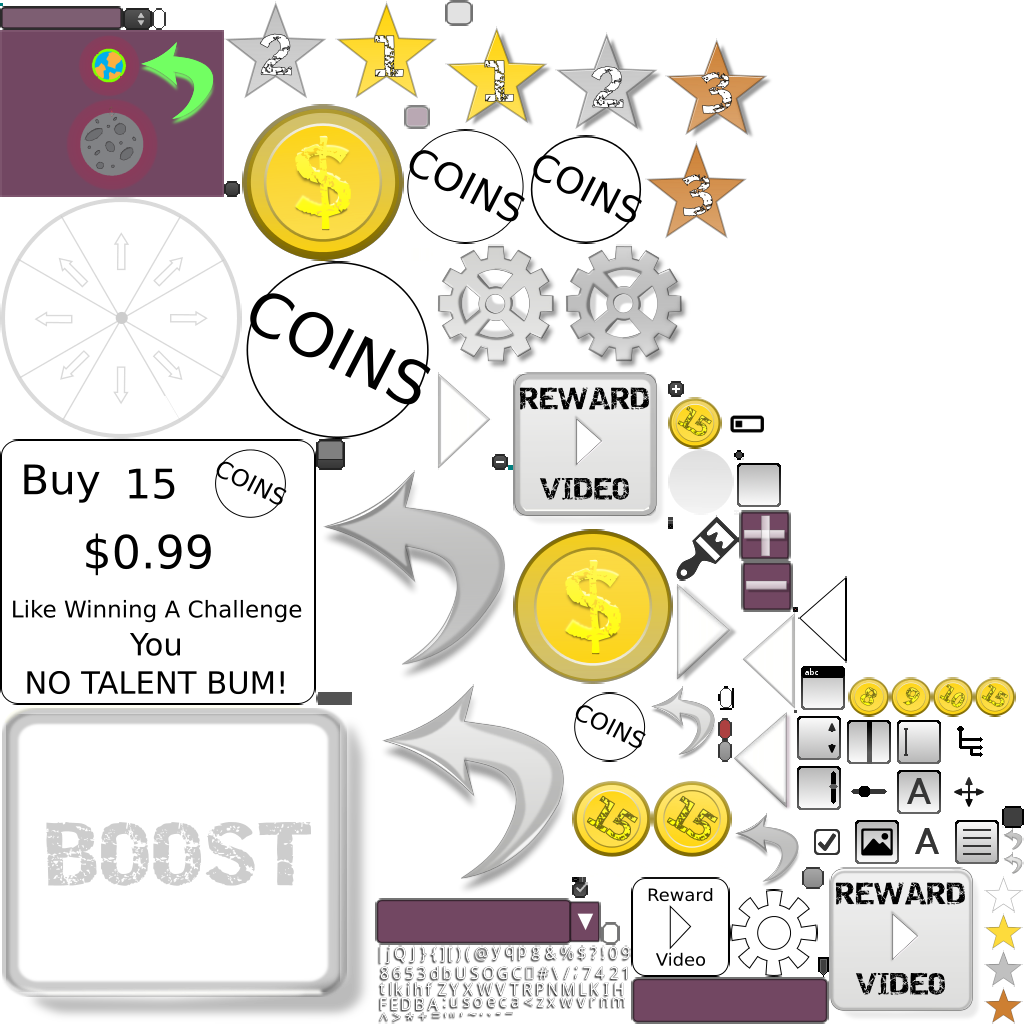 2
1
1
2
3
$
COINS
COINS
3
COINS
REWARD
VIDEO
15
Buy 15 COINS
$0.99
Like Winning A Challenge
You
NO TALENT BUM!
$
COINS
abc
8 9 10 15
15 15
A
A
BOOST
Reward
Video
REWARD
VIDEO